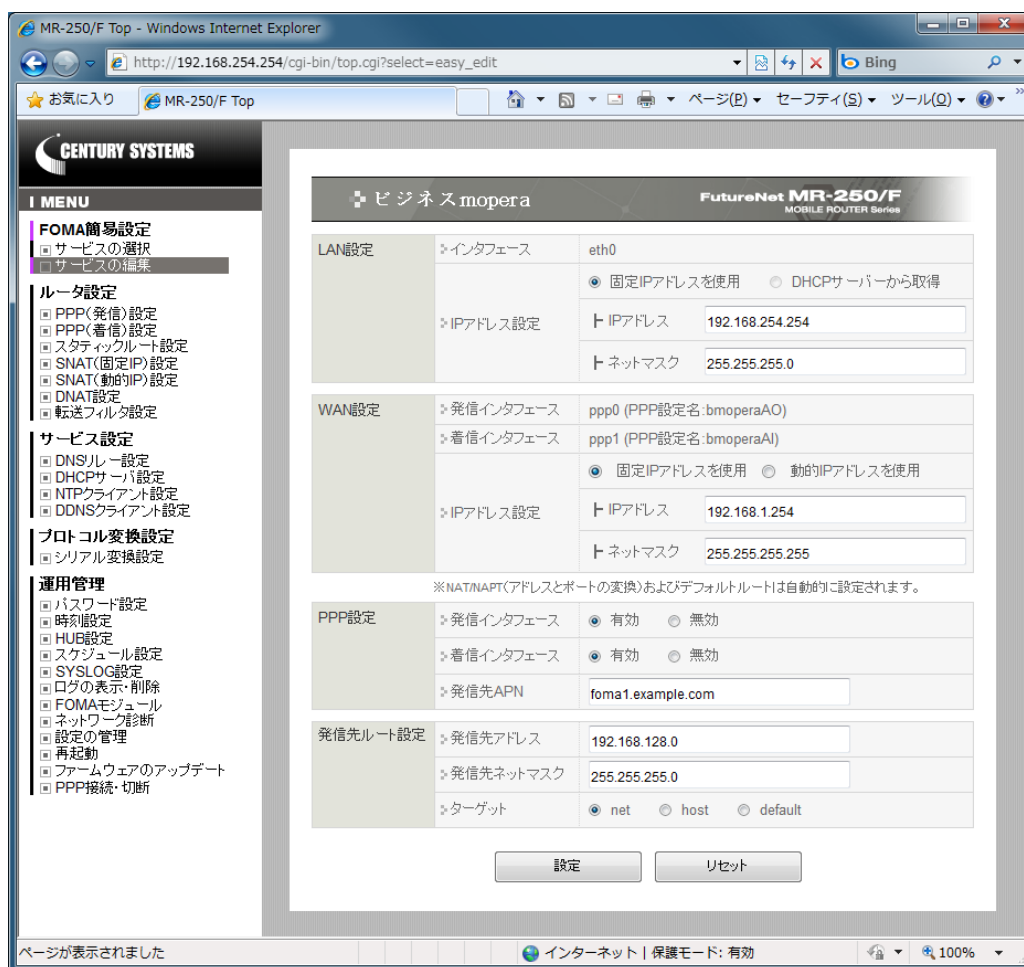 MR-250/F Top - Windows Internet Explorer
http://192.168.254.254/cgi-bin/top.cgi?select=easy_edit
Bing
お気に入り
MR-250/F Top
ページ(P)
セーフティ(S)
ツール(O)
CENTURY SYSTEMS
MENU
FOMA簡易設定
サービスの選択
サービスの編集
ルータ設定
PPP(発信)設定
PPP(着信)設定
スタティックルート設定
SNAT(固定IP)設定
SNAT(動的IP)設定
DNAT設定
転送フィルタ設定
サービス設定
DNSリレー設定
DHCPサーバ設定
NTPクライアント設定
DDNSクライアント設定
プロトコル変換設定
シリアル変換設定
運用管理
パスワード設定
時刻設定
HUB設定
スケジュール設定
SYSLOG設定
ログの表示・削除
FOMAモジュール
ネットワーク診断
設定の管理
再起動
ファームウェアのアップデート
PPP接続・切断
ビジネスmopera
FutureNet MR-250/F
MOBILE ROUTER Series
LAN設定
インタフェース eth0
固定IPアドレスを使用 DHCPサーバーから取得
IPアドレス設定
IPアドレス 192.168.254.254
ネットマスク 255.255.255.0
WAN設定
発信インタフェース ppp0 (PPP設定名:bmoperaAO)
着信インタフェース ppp1 (PPP設定名:bmoperaAI)
固定IPアドレスを使用 動的IPアドレスを使用
IPアドレス設定
IPアドレス 192.168.1.254
ネットマスク 255.255.255.255
※NAT/NAPT(アドレスとポートの変換)およびデフォルトルートは自動的に設定されます。
PPP設定
発信インタフェース 有効 無効
着信インタフェース 有効 無効
発信先APN foma1.example.com
発信先ルート設定
発信先アドレス 192.168.128.0
発信先ネットマスク 255.255.255.0
ターゲット net host default
設定
リセット
ページが表示されました
インターネット | 保護モード: 有効
100%